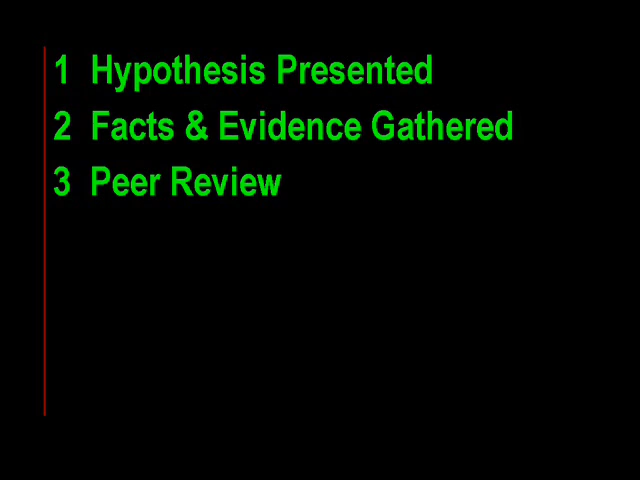 1 Hypothesis Presented
2 Facts & Evidence Gathered
3 Peer Review